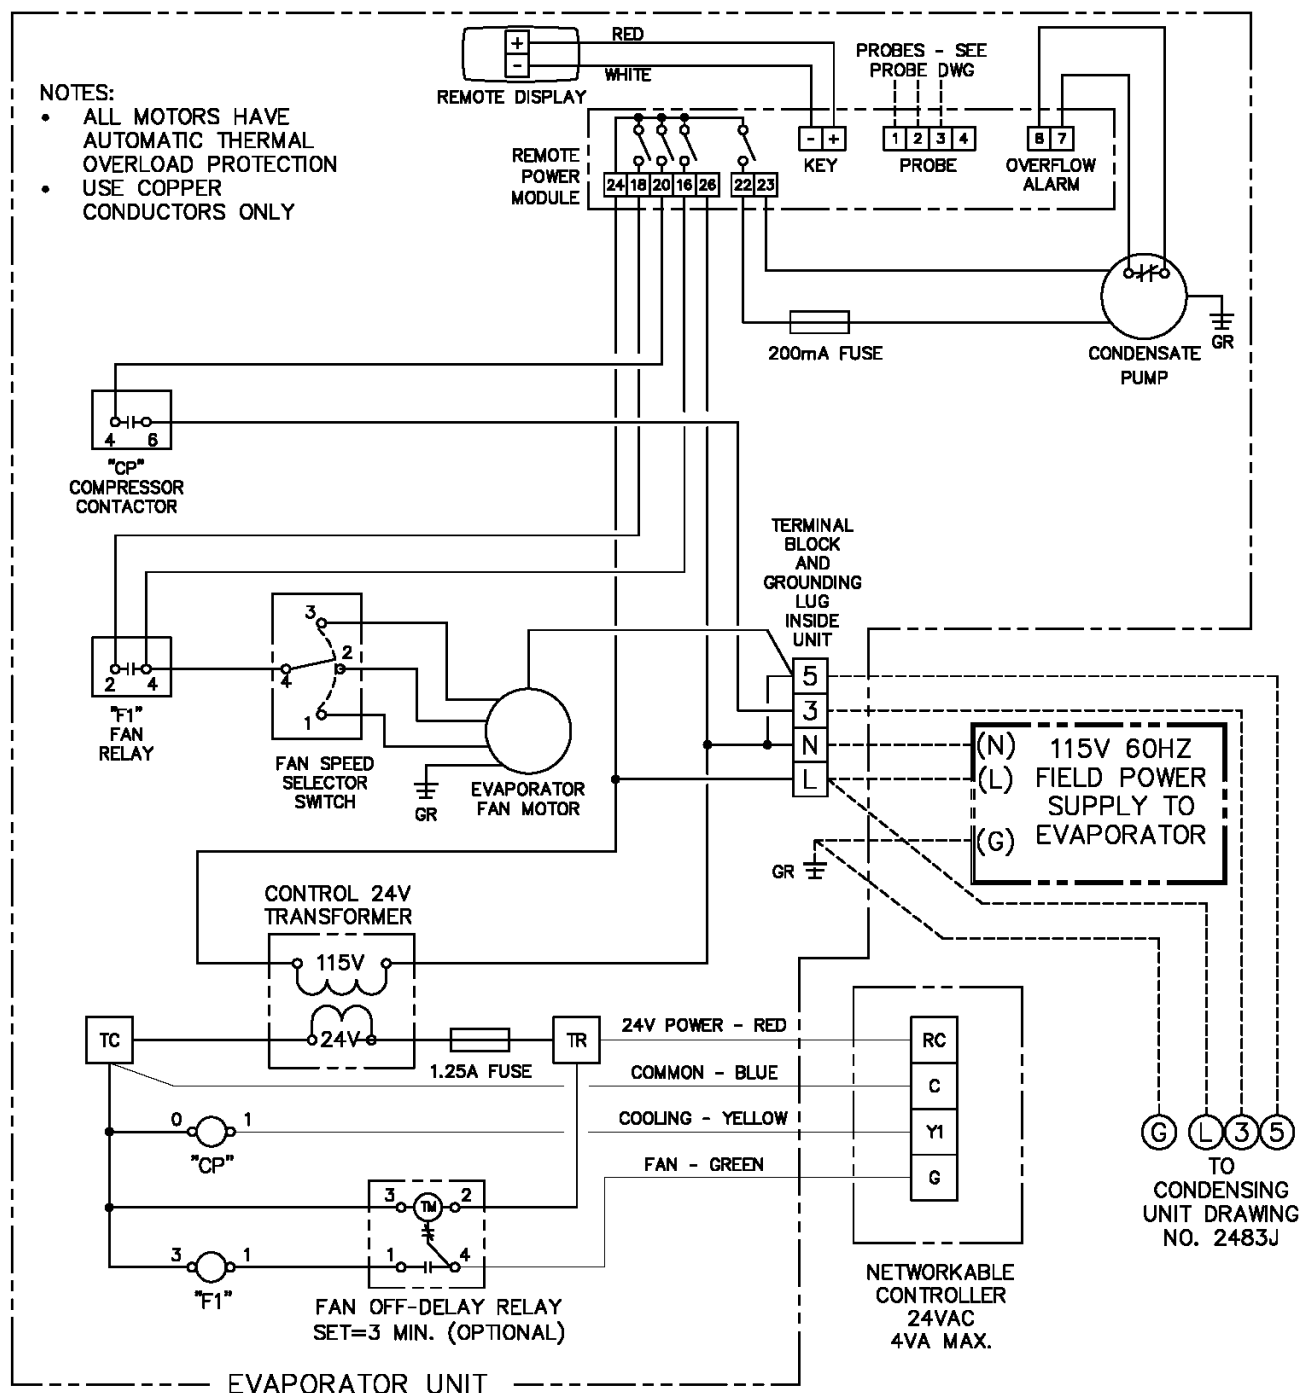 RED
WHITE
+
-
REMOTE DISPLAY
PROBES - SEE
PROBE DWG
NOTES:
• ALL MOTORS HAVE
AUTOMATIC THERMAL
OVERLOAD PROTECTION
• USE COPPER
CONDUCTORS ONLY
REMOTE
POWER
MODULE
24 18 20 16 26
22 23
- +
KEY
1 2 3 4
PROBE
8 7
OVERFLOW
ALARM
200mA FUSE
CONDENSATE
PUMP
GR
4 6
"CP"
COMPRESSOR
CONTACTOR
2 4
"F1"
FAN
RELAY
3
2
4
1
FAN SPEED
SELECTOR
SWITCH
GR
EVAPORATOR
FAN MOTOR
TERMINAL
BLOCK
AND
GROUNDING
LUG
INSIDE
UNIT
5
3
N
L
(N)
(L)
(G)
115V 60HZ
FIELD POWER
SUPPLY TO
EVAPORATOR
GR
CONTROL 24V
TRANSFORMER
115V
24V
TC
1.25A FUSE
TR
24V POWER - RED
COMMON - BLUE
COOLING - YELLOW
FAN - GREEN
RC
C
Y1
G
0 1
"CP"
3 TM 2
1 4
3 1
"F1"
FAN OFF-DELAY RELAY
SET=3 MIN. (OPTIONAL)
NETWORKABLE
CONTROLLER
24VAC
4VA MAX.
G L 3 5
TO
CONDENSING
UNIT DRAWING
NO. 2483J
EVAPORATOR UNIT